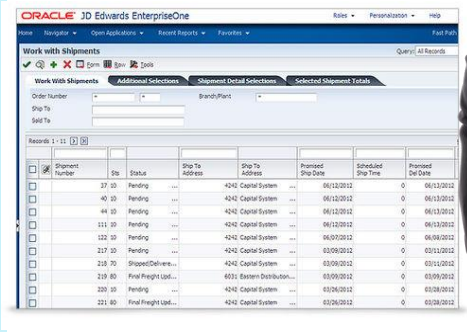 ORACLE JD Edwards EnterpriseOne
Roles Personalization Help
Home Navigator Open Applications Recent Reports Favorites Fast Path
Work with Shipments Query: All Records
Form Row Tools
Work With Shipments Additional Selections Shipment Detail Selections Selected Shipment Totals
Order Number * * Branch/Plant *
Ship To
Sold To
Records 1 - 11
Shipment Number Sts Status Ship To Address Ship To Address Promised Ship Date Scheduled Ship Time Promised Del Date
37 10 Pending ... 4242 Capital System ... 06/12/2012 0 06/13/2012
40 10 Pending ... 4242 Capital System ... 06/12/2012 0 06/13/2012
44 10 Pending ... 4242 Capital System ... 06/12/2012 0 06/13/2012
111 10 Pending ... 4242 Capital System ... 06/12/2012 0 06/13/2012
122 10 Pending ... 4242 Capital System ... 06/07/2012 0 06/08/2012
217 10 Pending ... 4242 Capital System ... 03/09/2012 0 03/11/2012
218 70 Shipped/Delivere... 4242 Capital System ... 03/09/2012 0 03/11/2012
219 80 Final Freight Upd... 6031 Eastern Distribution... 03/09/2012 0 03/09/2012
220 10 Pending ... 4242 Capital System ... 03/26/2012 0 03/28/2012
221 80 Final Freight Upd... 4242 Capital System ... 03/26/2012 0 03/28/2012